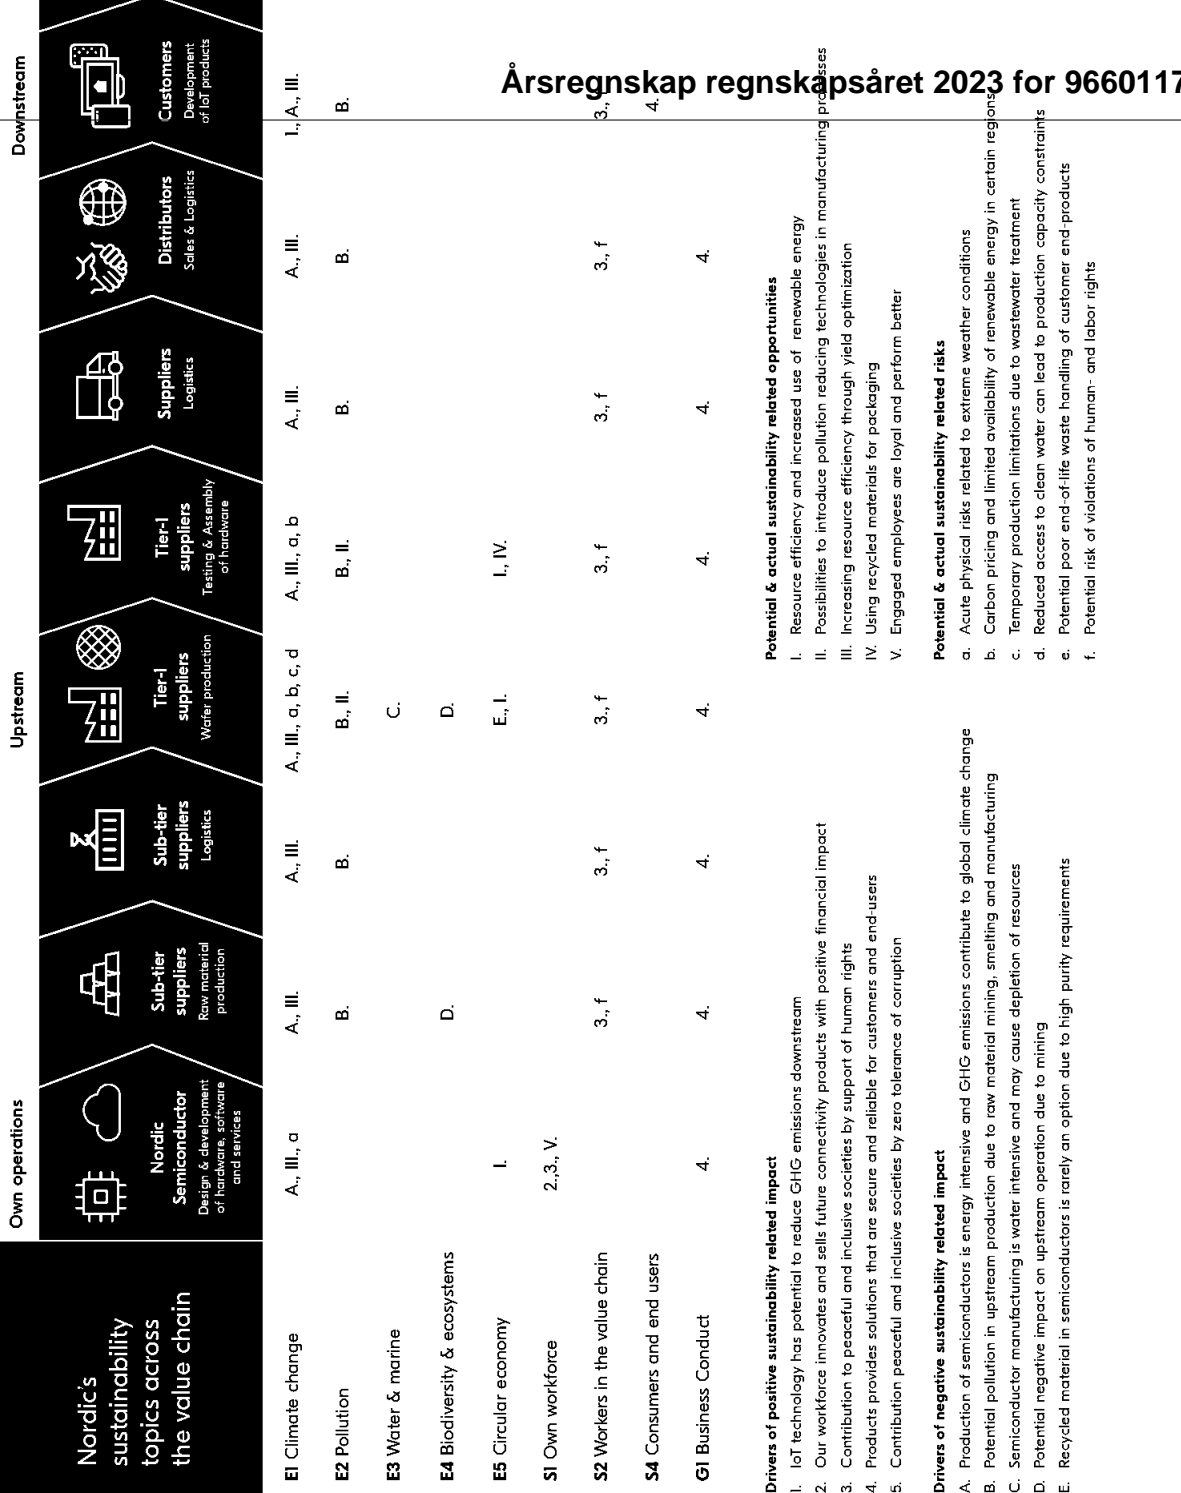 Årsregnskap regnskapsåret 2023 for 9660117
Nordic's
sustainability
topics across
the value chain
Own operations
Upstream
Downstream
Nordic
Semiconductor
Design & development
of hardware, software
and services
Sub-tier
suppliers
Raw material
production
Sub-tier
suppliers
Logistics
Tier-1
suppliers
Wafer production
Tier-1
suppliers
Testing & Assembly
of hardware
Suppliers
Logistics
Distributors
Sales & Logistics
Customers
Development
of IoT products
E1 Climate change A., III., a A., III. A., III. A., III., a, b, c, d A., III., a, b A., III. A., III. 1., A., III.
E2 Pollution B. B. B., II. B., II. B. B. B.
E3 Water & marine C.
E4 Biodiversity & ecosystems D. D.
E5 Circular economy I. E., I. I., IV.
S1 Own workforce 2.,3., V.
S2 Workers in the value chain 3., f 3., f 3., f 3., f 3., f 3., f 3.,
S4 Consumers and end users 4.
G1 Business Conduct 4. 4. 4. 4. 4. 4. 4.
Drivers of positive sustainability related impact
1. IoT technology has potential to reduce GHG emissions downstream
2. Our workforce innovates and sells future connectivity products with positive financial impact
3. Contribution to peaceful and inclusive societies by support of human rights
4. Products provides solutions that are secure and reliable for customers and end-users
5. Contribution peaceful and inclusive societies by zero tolerance of corruption
Drivers of negative sustainability related impact
A. Production of semiconductors is energy intensive and GHG emissions contribute to global climate change
B. Potential pollution in upstream production due to raw material mining, smelting and manufacturing
C. Semiconductor manufacturing is water intensive and may cause depletion of resources
D. Potential negative impact on upstream operation due to mining
E. Recycled material in semiconductors is rarely an option due to high purity requirements
Potential & actual sustainability related opportunities
I. Resource efficiency and increased use of renewable energy
II. Possibilities to introduce pollution reducing technologies in manufacturing processes
III. Increasing resource efficiency through yield optimization
IV. Using recycled materials for packaging
V. Engaged employees are loyal and perform better
Potential & actual sustainability related risks
a. Acute physical risks related to extreme weather conditions
b. Carbon pricing and limited availability of renewable energy in certain regions
c. Temporary production limitations due to wastewater treatment
d. Reduced access to clean water can lead to production capacity constraints
e. Potential poor end-of-life waste handling of customer end-products
f. Potential risk of violations of human- and labor rights